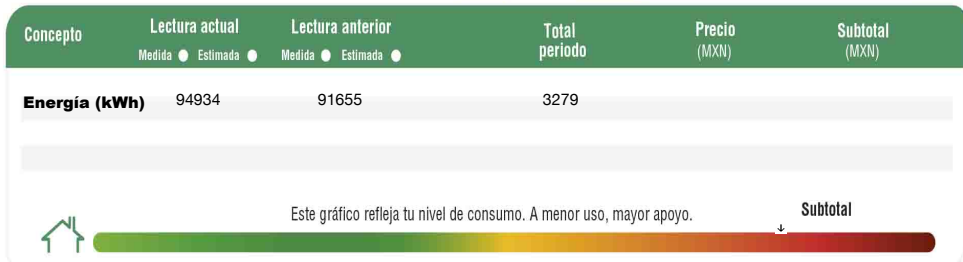 Concepto Lectura actual Lectura anterior Total periodo Precio (MXN) Subtotal (MXN)
Medida Estimada Medida Estimada
Energía (kWh) 94934 91655 3279
Este gráfico refleja tu nivel de consumo. A menor uso, mayor apoyo.
Subtotal